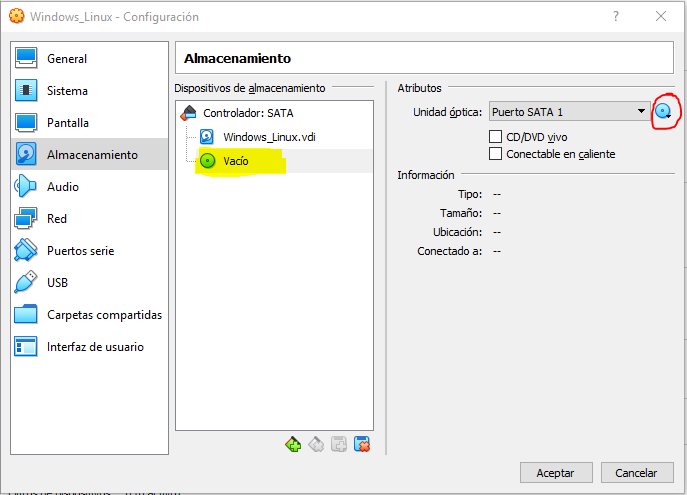 Windows_Linux - Configuración
?
General
Sistema
Pantalla
Almacenamiento
Audio
Red
Puertos serie
USB
Carpetas compartidas
Interfaz de usuario
Almacenamiento
Dispositivos de almacenamiento
Controlador: SATA
Windows_Linux.vdi
Vacío
Atributos
Unidad óptica: Puerto SATA 1
CD/DVD vivo
Conectable en caliente
Información
Tipo: --
Tamaño: --
Ubicación: --
Conectado a: --
Aceptar
Cancelar